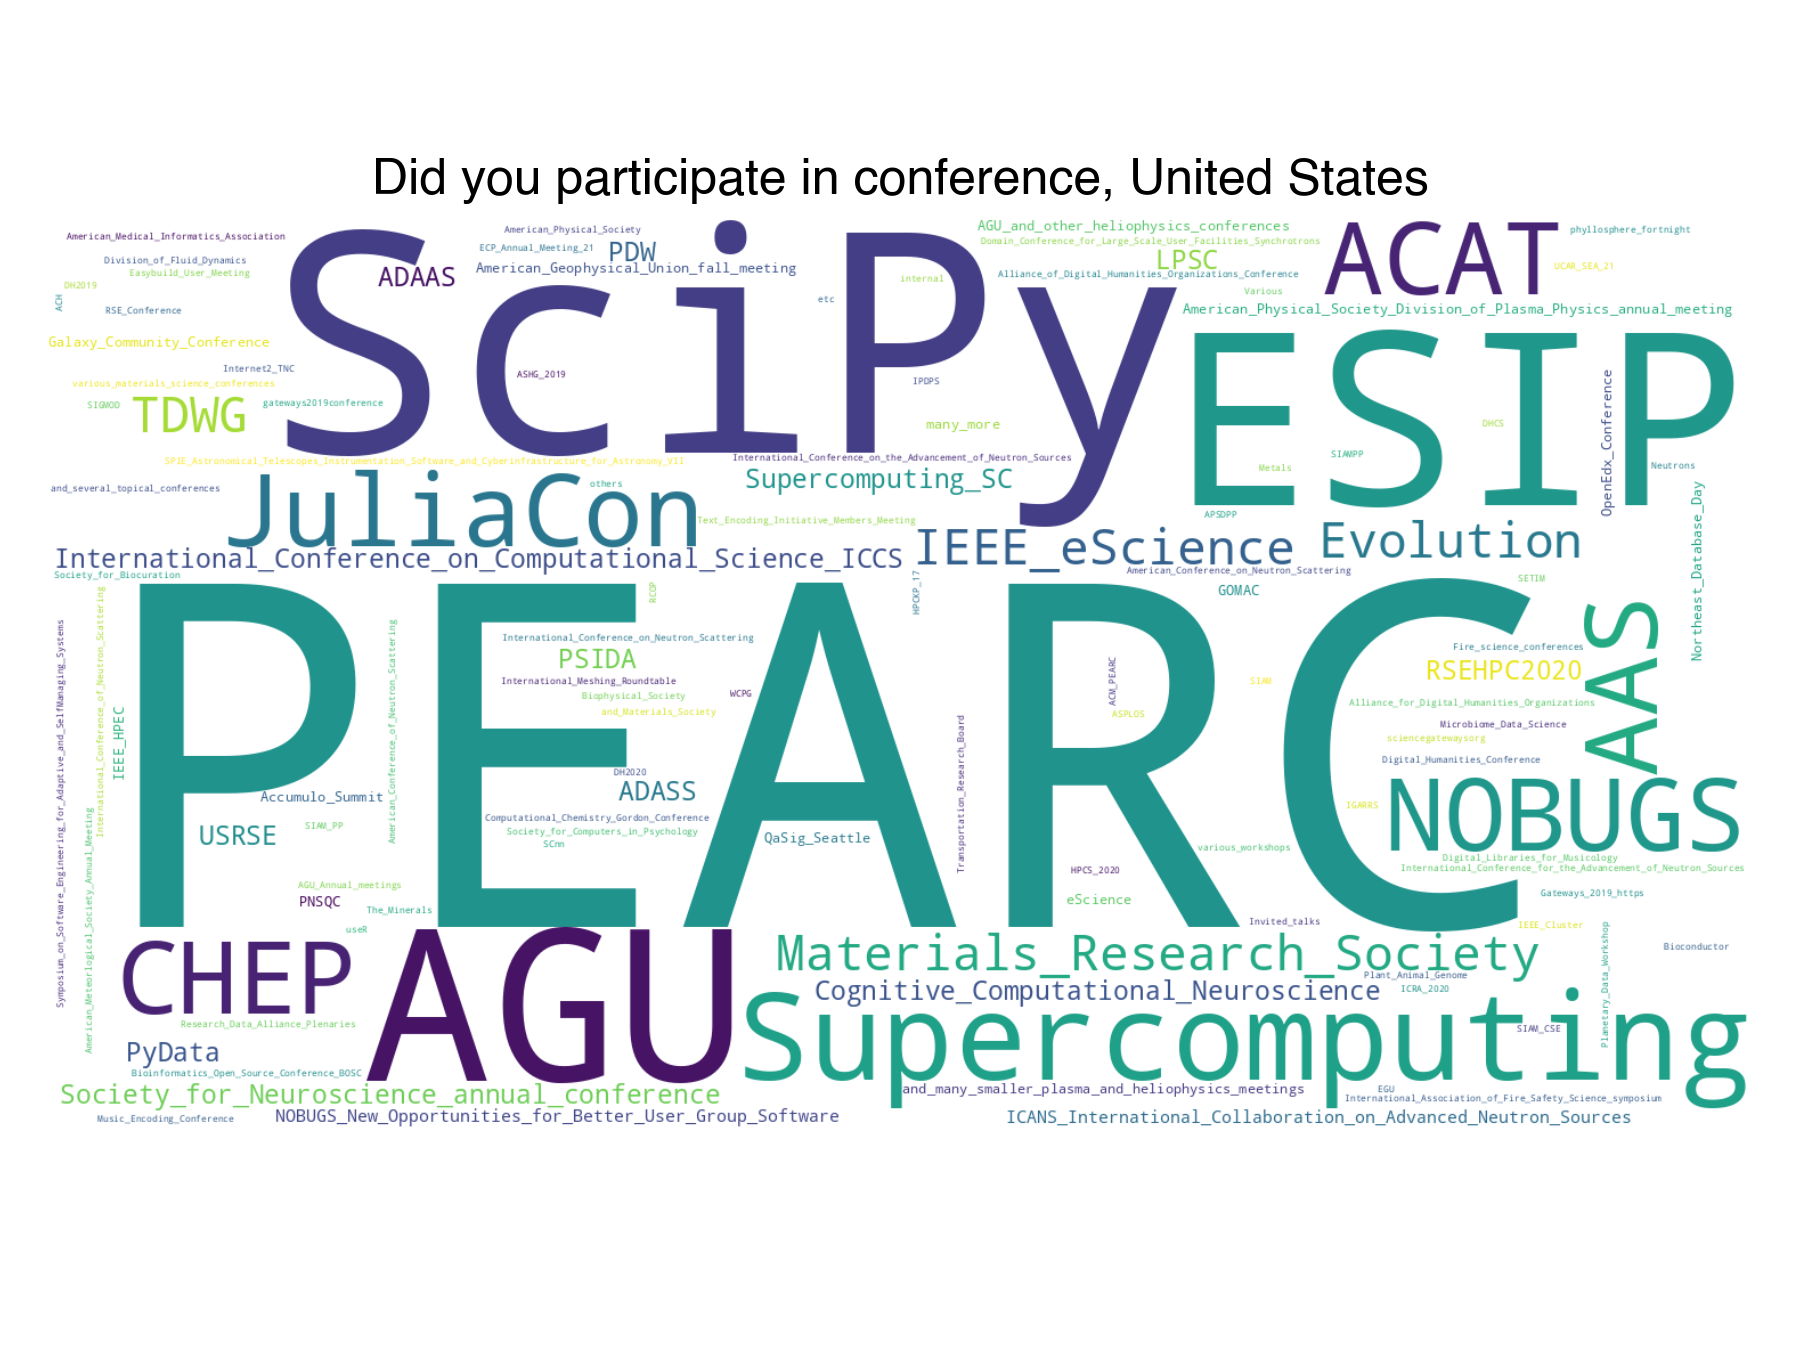 Did you participate in conference, United States
American_Medical_Informatics_Association
American_Physical_Society
ECP_Annual_Meeting_21
PDW
AGU_and_other_heliophysics_conferences
Domain_Conference_for_Large_Scale_User_Facilities_Synchrotrons
LPSC
ACAT
phyllosphere_fortnight
Division_of_Fluid_Dynamics
Easybuild_User_Meeting
ADAAS
American_Geophysical_Union_fall_meeting
SciPy
internal
Alliance_of_Digital_Humanities_Organizations_Conference
UCAR_SEA_21
DH2019
ACH
RSE_Conference
etc
Various
American_Physical_Society_Division_of_Plasma_Physics_annual_meeting
Galaxy_Community_Conference
Internet2_TNC
ASHG_2019
IPDPS
ESIP
OpenEdx_Conference
various_materials_science_conferences
SIGMOD
TDWG
gateways2019conference
many_more
DHCS
SPIE_Astronomical_Telescopes_Instrumentation_Software_and_Cyberinfrastructure_for_Astronomy_VII
International_Conference_on_the_Advancement_of_Neutron_Sources
SIAMPP
Metals
Neutrons
and_several_topical_conferences
JuliaCon
others
Supercomputing_SC
Text_Encoding_Initiative_Members_Meeting
APSDPP
Northeast_Database_Day
International_Conference_on_Computational_Science_ICCS
IEEE_eScience
Evolution
Society_for_Biocuration
RCOP
HPCKP_17
American_Conference_on_Neutron_Scattering
GOMAC
SETIM
PEARC
Symposium_on_Software_Engineering_for_Adaptive_and_SelfManaging_Systems
International_Conference_of_Neutron_Scattering
American_Conference_of_Neutron_Scattering
International_Conference_on_Neutron_Scattering
PSIDA
International_Meshing_Roundtable
Biophysical_Society
WCPG
and_Materials_Society
ACM_PEARC
ASPLOS
SIAM
Fire_science_conferences
RSEHPC2020
AAS
Alliance_for_Digital_Humanities_Organizations
Microbiome_Data_Science
sciencegatewaysorg
Digital_Humanities_Conference
IEEE_HPEC
Transportation_Research_Board
DH2020
ADASS
Accumulo_Summit
IGARRS
NOBUGS
Computational_Chemistry_Gordon_Conference
Society_for_Computers_in_Psychology
SCnn
QaSig_Seattle
USRSE
SIAM_PP
various_workshops
American_Meteorlogical_Society_Annual_Meeting
Digital_Libraries_for_Musicology
International_Conference_for_the_Advancement_of_Neutron_Sources
HPCS_2020
AGU_Annual_meetings
PNSQC
The_Minerals
eScience
Gateways_2019_https
useR
Invited_talks
IEEE_Cluster
CHEP
AGU
Materials_Research_Society
Bioconductor
Planetary_Data_Workshop
Plant_Animal_Genome
Cognitive_Computational_Neuroscience
ICRA_2020
Supercomputing
Research_Data_Alliance_Plenaries
SIAM_CSE
PyData
Bioinformatics_Open_Source_Conference_BOSC
Society_for_Neuroscience_annual_conference
and_many_smaller_plasma_and_heliophysics_meetings
EGU
International_Association_of_Fire_Safety_Science_symposium
Music_Encoding_Conference
NOBUGS_New_Opportunities_for_Better_User_Group_Software
ICANS_International_Collaboration_on_Advanced_Neutron_Sources